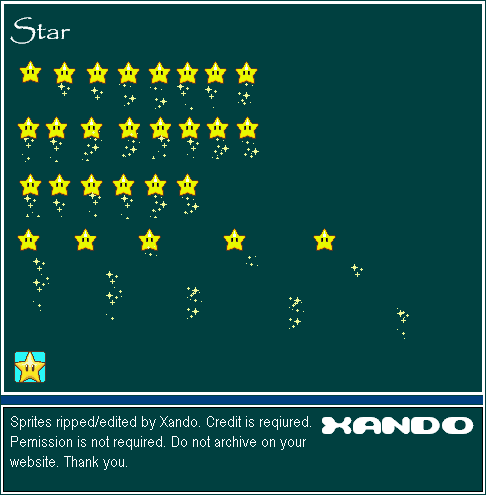 Star
Sprites ripped/edited by Xando. Credit is reqiured.
Permission is not required. Do not archive on your
website. Thank you.
XANDO